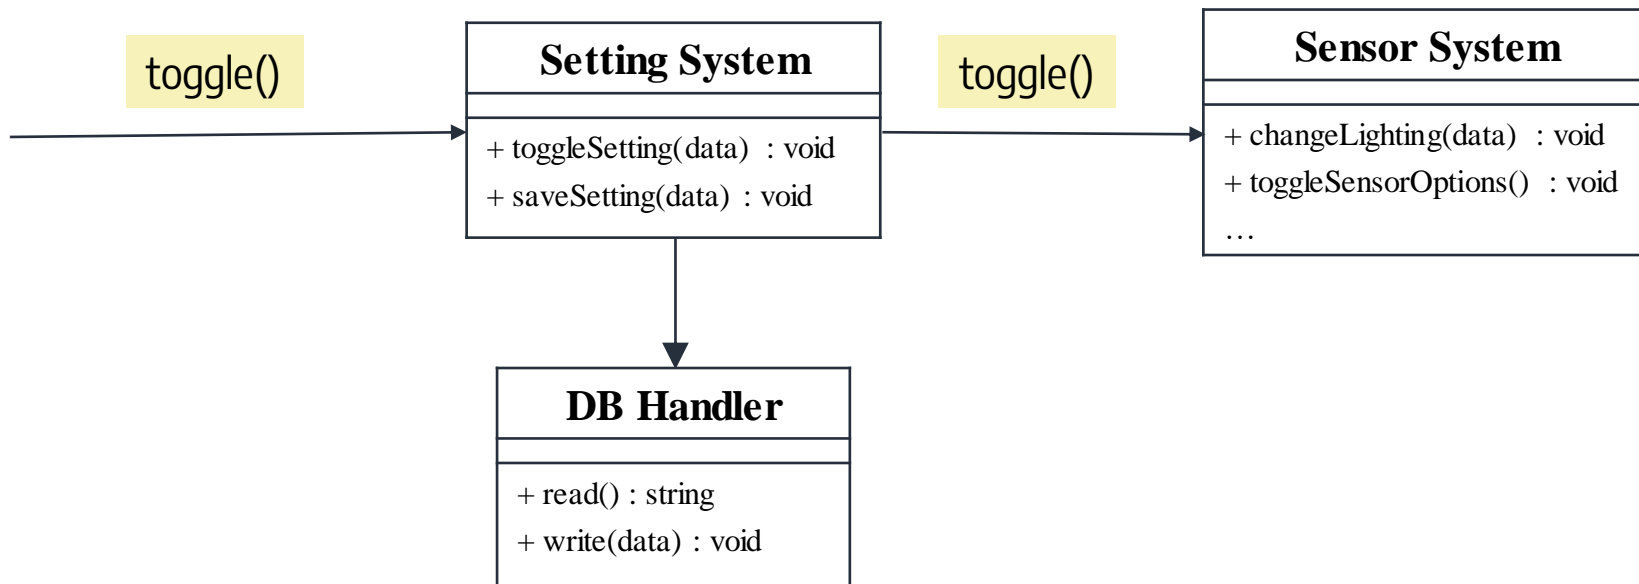 toggle()
Setting System
+ toggleSetting(data) : void
+ saveSetting(data) : void
toggle()
Sensor System
+ changeLighting(data) : void
+ toggleSensorOptions() : void
…
DB Handler
+ read() : string
+ write(data) : void